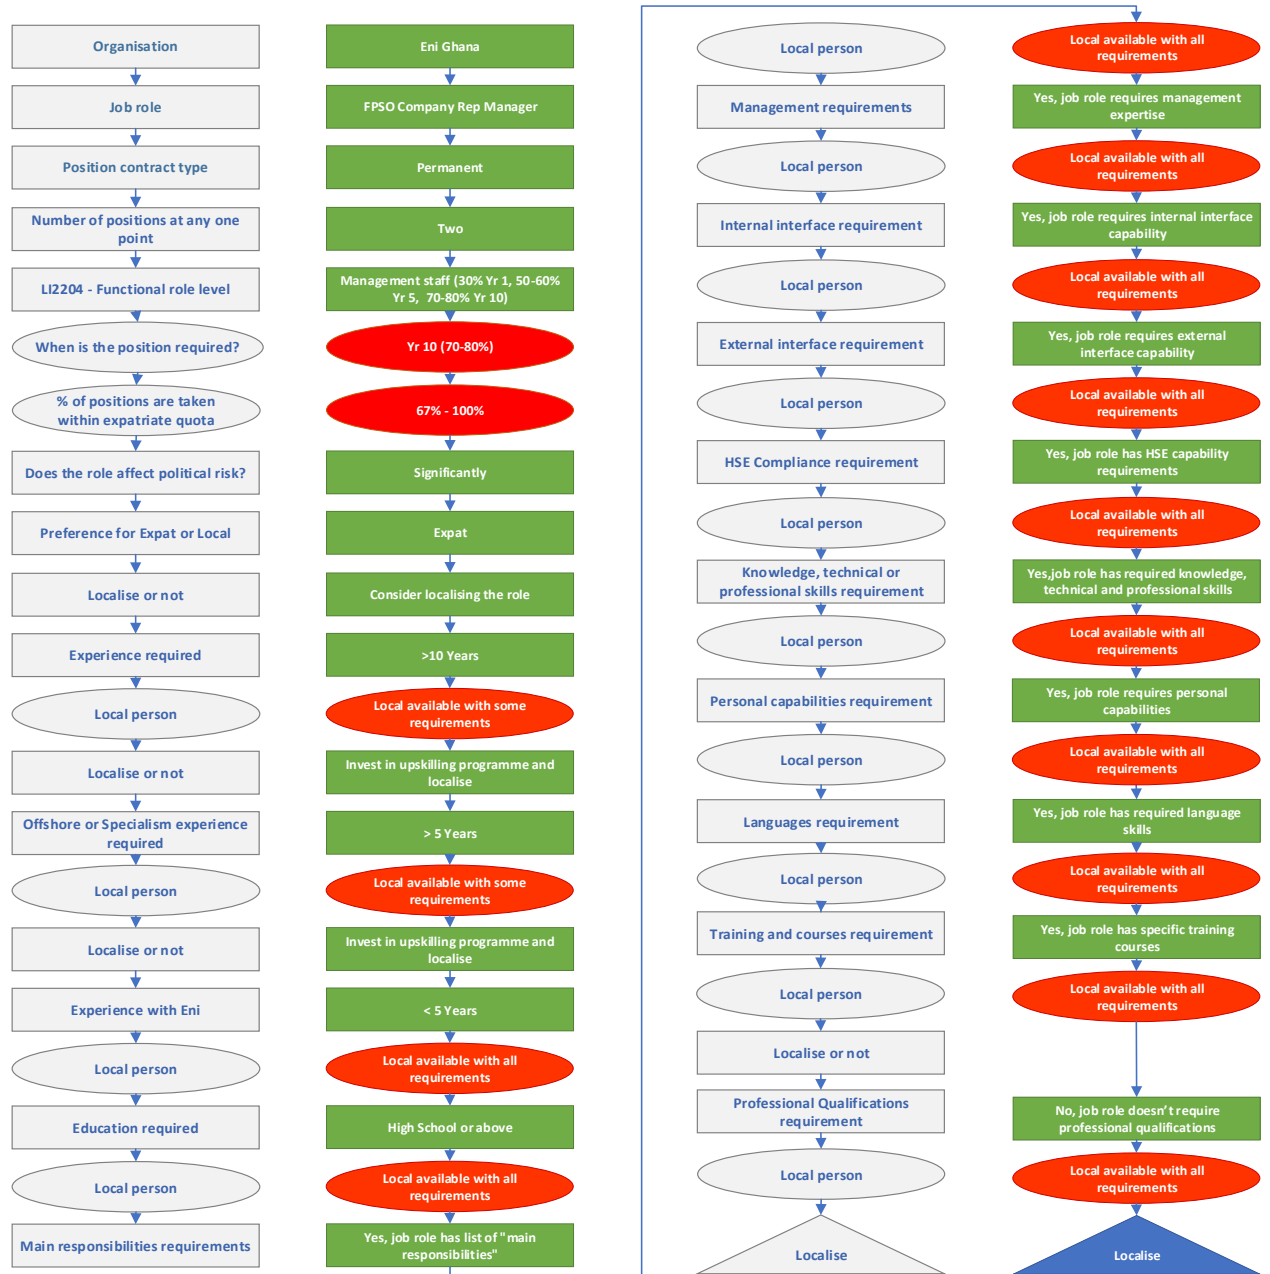 Organisation
Job role
Position contract type
Number of positions at any one
point
LI2204 - Functional role level
When is the position required?
% of positions are taken
within expatriate quota
Does the role affect political risk?
Preference for Expat or Local
Localise or not
Experience required
Local person
Localise or not
Offshore or Specialism experience
required
Local person
Localise or not
Experience with Eni
Local person
Education required
Local person
Main responsibilities requirements
Eni Ghana
FPSO Company Rep Manager
Permanent
Two
Management staff (30% Yr 1, 50-60%
Yr 5, 70-80% Yr 10)
Yr 10 (70-80%)
67% - 100%
Significantly
Expat
Consider localising the role
>10 Years
Local available with some
requirements
Invest in upskilling programme and
localise
> 5 Years
Local available with some
requirements
Invest in upskilling programme and
localise
< 5 Years
Local available with all
requirements
High School or above
Local available with all
requirements
Yes, job role has list of "main
responsibilities"
Local person
Management requirements
Local person
Internal interface requirement
Local person
External interface requirement
Local person
HSE Compliance requirement
Local person
Knowledge, technical or
professional skills requirement
Local person
Personal capabilities requirement
Local person
Languages requirement
Local person
Training and courses requirement
Local person
Localise or not
Professional Qualifications
requirement
Local person
Localise
Local available with all
requirements
Yes, job role requires management
expertise
Local available with all
requirements
Yes, job role requires internal interface
capability
Local available with all
requirements
Yes, job role requires external
interface capability
Local available with all
requirements
Yes, job role has HSE capability
requirements
Local available with all
requirements
Yes,job role has required knowledge,
technical and professional skills
Local available with all
requirements
Yes, job role requires personal
capabilities
Local available with all
requirements
Yes, job role has required language
skills
Local available with all
requirements
Yes, job role has specific training
courses
Local available with all
requirements
No, job role doesn't require
professional qualifications
Local available with all
requirements
Localise